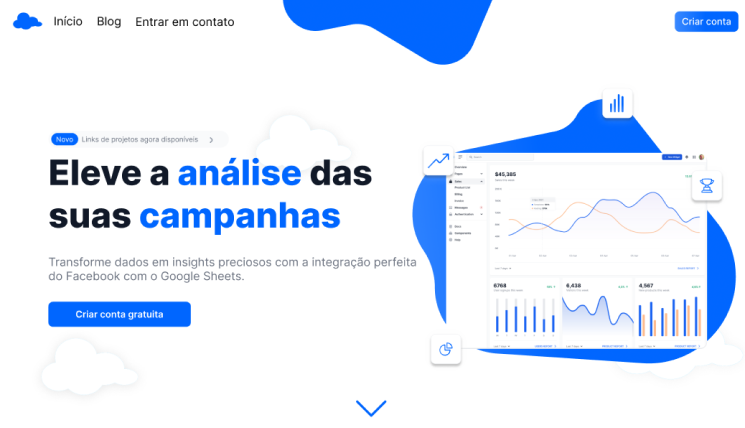 Início Blog Entrar em contato
Criar conta
Novo Links de projetos agora disponíveis
Eleve a análise das
suas campanhas
Transforme dados em insights preciosos com a integração perfeita
do Facebook com o Google Sheets.
Criar conta gratuita
$45,385
6768
6,438
4,567